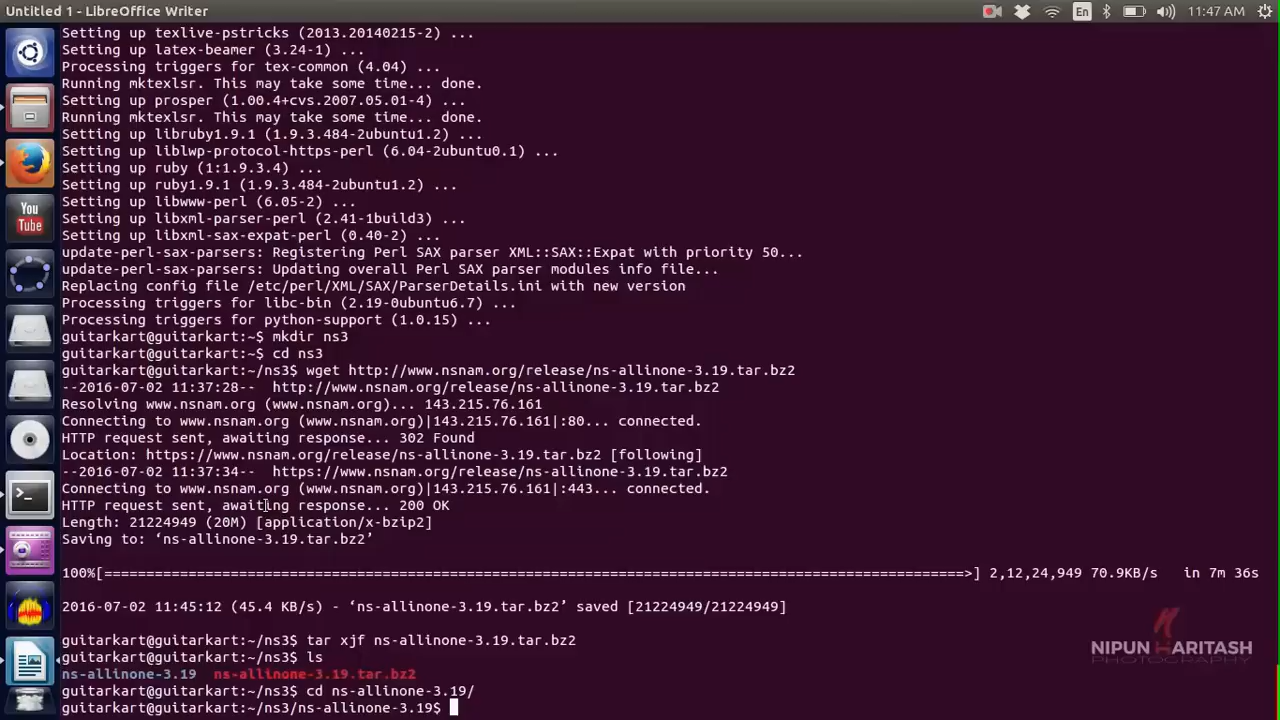 Untitled 1 - LibreOffice Writer
En
11:47 AM
Setting up texlive-pstricks (2013.20140215-2) ...
Setting up latex-beamer (3.24-1) ...
Processing triggers for tex-common (4.04) ...
Running mktexlsr. This may take some time... done.
Setting up prosper (1.00.4+cvs.2007.05.01-4) ...
Running mktexlsr. This may take some time... done.
Setting up libruby1.9.1 (1.9.3.484-2ubuntu1.2) ...
Setting up liblwp-protocol-https-perl (6.04-2ubuntu0.1) ...
Setting up ruby (1:1.9.3.4) ...
Setting up ruby1.9.1 (1.9.3.484-2ubuntu1.2) ...
Setting up libwww-perl (6.05-2) ...
Setting up libxml-parser-perl (2.41-1build3) ...
Setting up libxml-sax-expat-perl (0.40-2) ...
update-perl-sax-parsers: Registering Perl SAX parser XML::SAX::Expat with priority 50...
update-perl-sax-parsers: Updating overall Perl SAX parser modules info file...
Replacing config file /etc/perl/XML/SAX/ParserDetails.ini with new version
Processing triggers for libc-bin (2.19-0ubuntu6.7) ...
Processing triggers for python-support (1.0.15) ...
guitarkart@guitarkart:~$ mkdir ns3
guitarkart@guitarkart:~$ cd ns3
guitarkart@guitarkart:~/ns3$ wget http://www.nsnam.org/release/ns-allinone-3.19.tar.bz2
--2016-07-02 11:37:28--  http://www.nsnam.org/release/ns-allinone-3.19.tar.bz2
Resolving www.nsnam.org (www.nsnam.org)... 143.215.76.161
Connecting to www.nsnam.org (www.nsnam.org)|143.215.76.161|:80... connected.
HTTP request sent, awaiting response... 302 Found
Location: https://www.nsnam.org/release/ns-allinone-3.19.tar.bz2 [following]
--2016-07-02 11:37:34--  https://www.nsnam.org/release/ns-allinone-3.19.tar.bz2
Connecting to www.nsnam.org (www.nsnam.org)|143.215.76.161|:443... connected.
HTTP request sent, awaiting response... 200 OK
Length: 21224949 (20M) [application/x-bzip2]
Saving to: ‘ns-allinone-3.19.tar.bz2’
100%[======================================================================================================>] 2,12,24,949 70.9KB/s   in 7m 36s
2016-07-02 11:45:12 (45.4 KB/s) - ‘ns-allinone-3.19.tar.bz2’ saved [21224949/21224949]
guitarkart@guitarkart:~/ns3$ tar xjf ns-allinone-3.19.tar.bz2
guitarkart@guitarkart:~/ns3$ ls
ns-allinone-3.19  ns-allinone-3.19.tar.bz2
guitarkart@guitarkart:~/ns3$ cd ns-allinone-3.19/
guitarkart@guitarkart:~/ns3/ns-allinone-3.19$
You
Tube
>_
NIPUN HARITASH
PHOTOGRAPHY